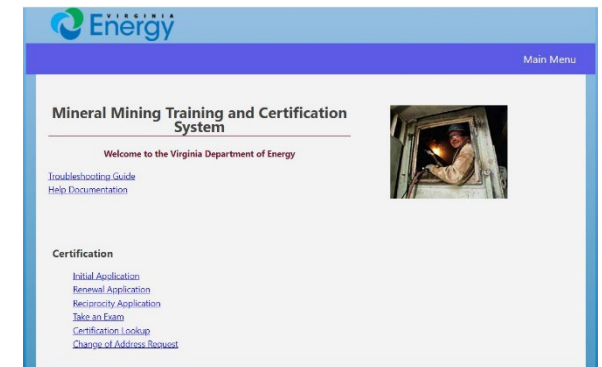 VIRGINIA
Energy
Main Menu
Mineral Mining Training and Certification
System
Welcome to the Virginia Department of Energy
Troubleshooting Guide
Help Documentation
Certification
Initial Application
Renewal Application
Reciprocity Application
Take an Exam
Certification Lookup
Change of Address Request